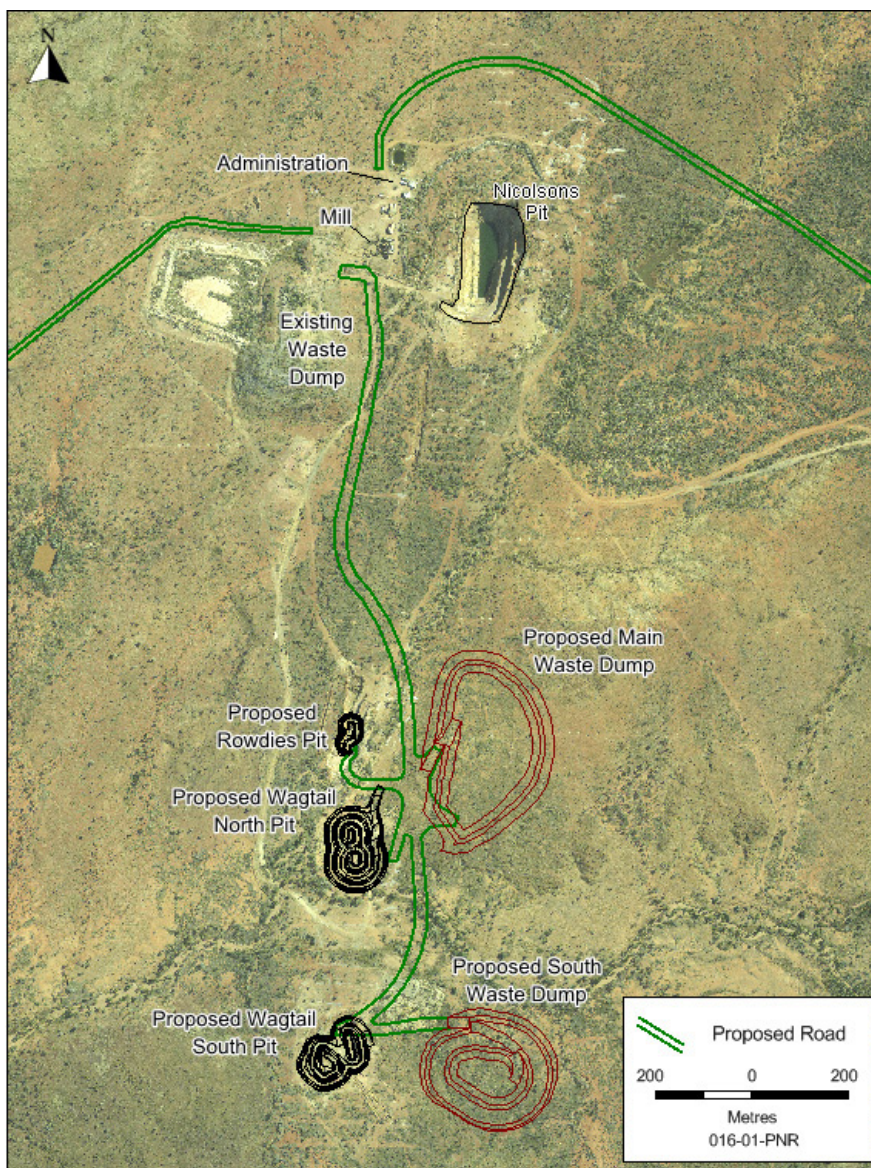 N
Administration
Nicolsons
Pit
Mill
Existing
Waste
Dump
Proposed Main
Waste Dump
Proposed
Rowdies Pit
Proposed Wagtail
North Pit
Proposed South
Waste Dump
Proposed Wagtail
South Pit
Proposed Road
200 0 200
Metres
016-01-PNR